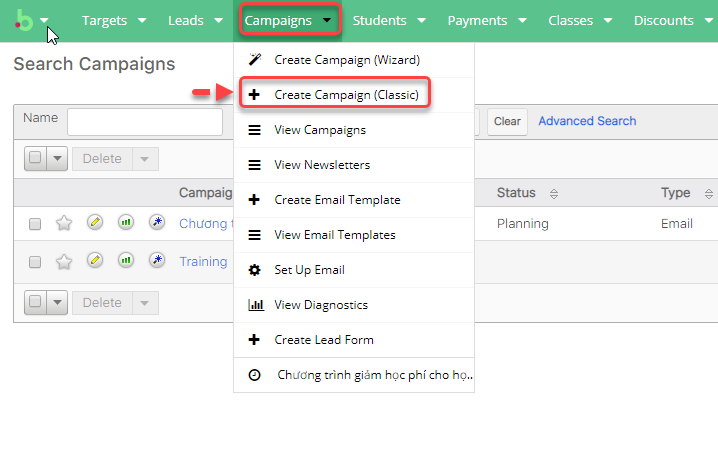 Targets Leads Campaigns Students Payments Classes Discounts
Search Campaigns
Create Campaign (Wizard)
Create Campaign (Classic)
Name
Clear Advanced Search
View Campaigns
Delete
View Newsletters
Campaig
Create Email Template
Status Type
Chương t
Planning Email
View Email Templates
Training
Set Up Email
Delete
View Diagnostics
Create Lead Form
Chương trình giảm học phí cho họ..